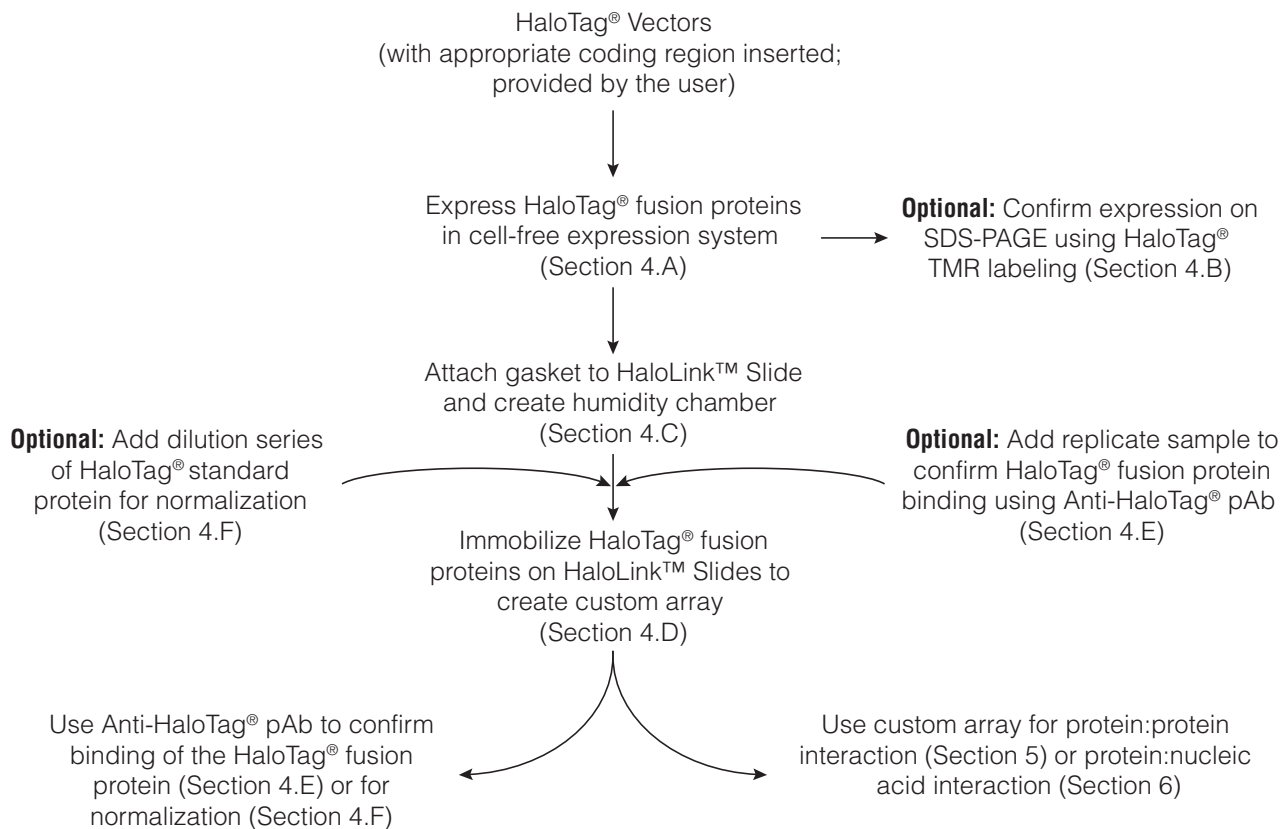 HaloTag® Vectors
(with appropriate coding region inserted;
provided by the user)
Express HaloTag® fusion proteins
in cell-free expression system
(Section 4.A)
Optional: Confirm expression on
SDS-PAGE using HaloTag®
TMR labeling (Section 4.B)
Attach gasket to HaloLink™ Slide
and create humidity chamber
(Section 4.C)
Optional: Add dilution series
of HaloTag® standard
protein for normalization
(Section 4.F)
Optional: Add replicate sample to
confirm HaloTag® fusion protein
binding using Anti-HaloTag® pAb
(Section 4.E)
Immobilize HaloTag® fusion
proteins on HaloLink™ Slides to
create custom array
(Section 4.D)
Use Anti-HaloTag® pAb to confirm
binding of the HaloTag® fusion
protein (Section 4.E) or for
normalization (Section 4.F)
Use custom array for protein:protein
interaction (Section 5) or protein:nucleic
acid interaction (Section 6)